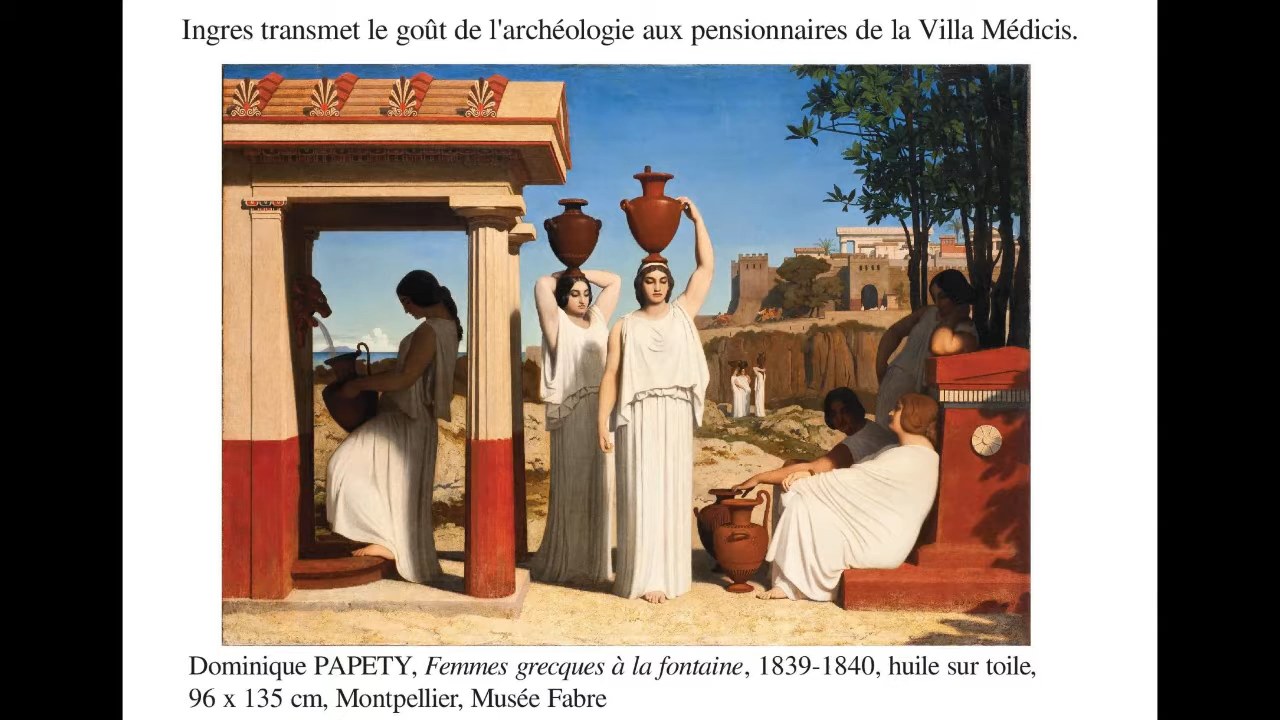 Ingres transmet le goût de l'archéologie aux pensionnaires de la Villa Médicis.
Dominique PAPETY, Femmes grecques à la fontaine, 1839-1840, huile sur toile,
96 x 135 cm, Montpellier, Musée Fabre